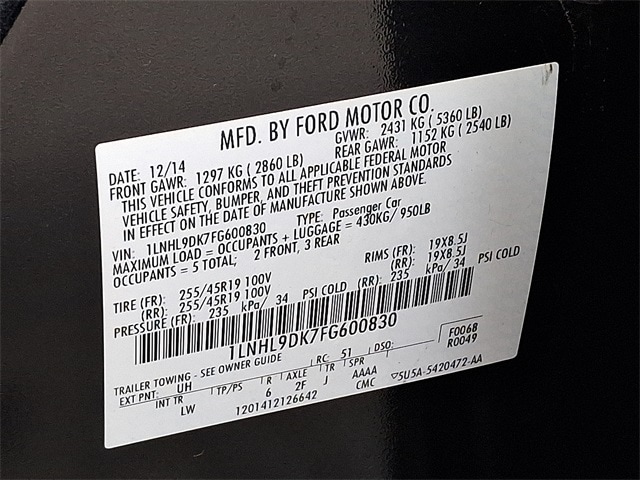 MFD. BY FORD MOTOR CO.
DATE: 12/14 GVWR: 2431 KG ( 5360 LB)
FRONT GAWR: 1297 KG ( 2860 LB) REAR GAWR: 1152 KG ( 2540 LB)
THIS VEHICLE CONFORMS TO ALL APPLICABLE FEDERAL MOTOR
VEHICLE SAFETY, BUMPER, AND THEFT PREVENTION STANDARDS
IN EFFECT ON THE DATE OF MANUFACTURE SHOWN ABOVE.
VIN: 1LNHL9DK7FG600830 TYPE: Passenger Car
MAXIMUM LOAD = OCCUPANTS + LUGGAGE = 430KG/ 950LB
OCCUPANTS = 5 TOTAL; 2 FRONT, 3 REAR
TIRE (FR): 255/45R19 100V RIMS (FR): 19X8.5J
(RR): 255/45R19 100V (RR): 19X8.5J
PRESSURE (FR): 235 kPa/ 34 PSI COLD (RR): 235 kPa/ 34 PSI COLD
1LNHL9DK7FG600830
F0068
R0049
TRAILER TOWING - SEE OWNER GUIDE
EXT PNT: UH RC: 51 DSO:
INT TR TP/PS R AXLE TR SPR
LW 6 2F J AAAA
CMC
1201412126642 ▽5U5A-5420472-AA